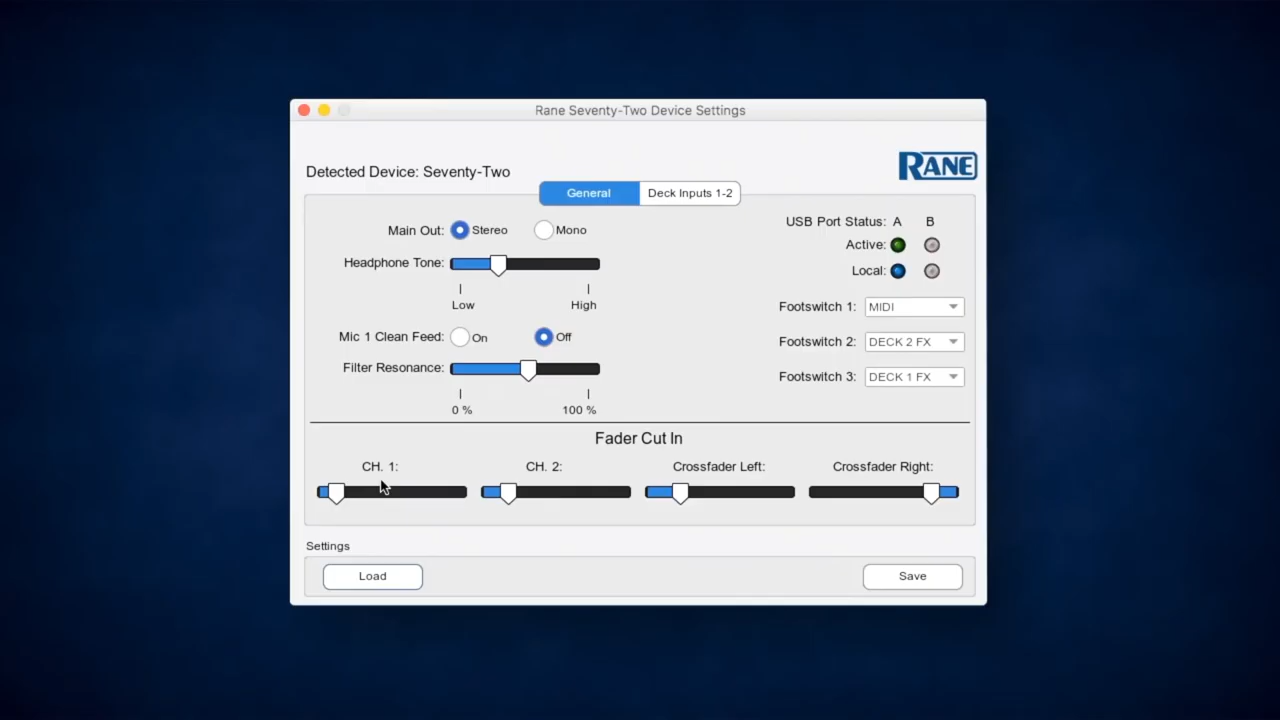 Rane Seventy-Two Device Settings
Detected Device: Seventy-Two
RANE
General
Deck Inputs 1-2
Main Out: Stereo Mono
Headphone Tone:
Low High
Mic 1 Clean Feed: On Off
Filter Resonance:
0 % 100 %
USB Port Status: A B
Active:
Local:
Footswitch 1: MIDI
Footswitch 2: DECK 2 FX
Footswitch 3: DECK 1 FX
Fader Cut In
CH. 1: CH. 2: Crossfader Left: Crossfader Right:
Settings
Load Save